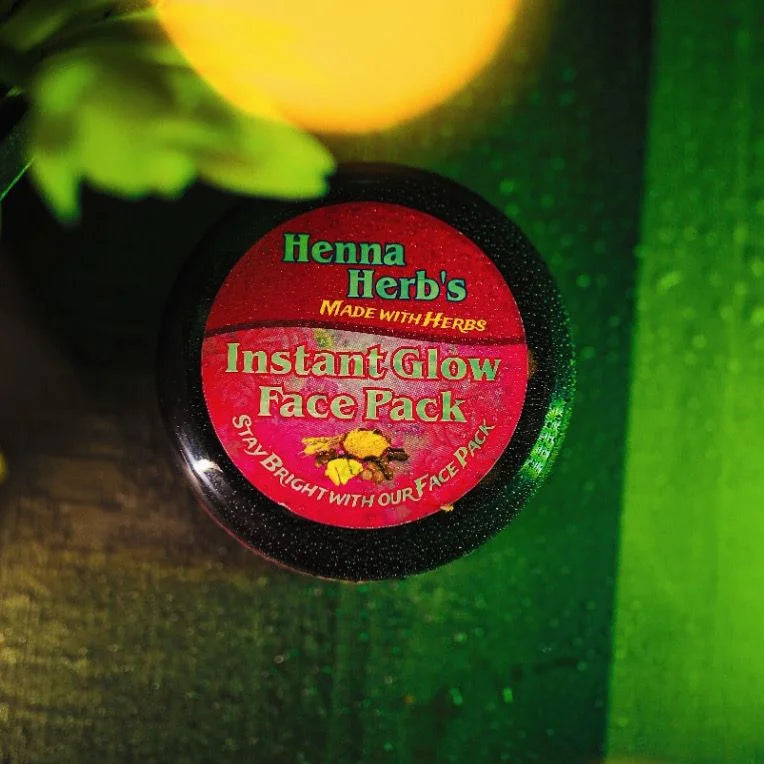 Henna
Herb's
MADE WITH HERBS
Instant Glow
Face Pack
STAY BRIGHT WITH OUR FACE PACK